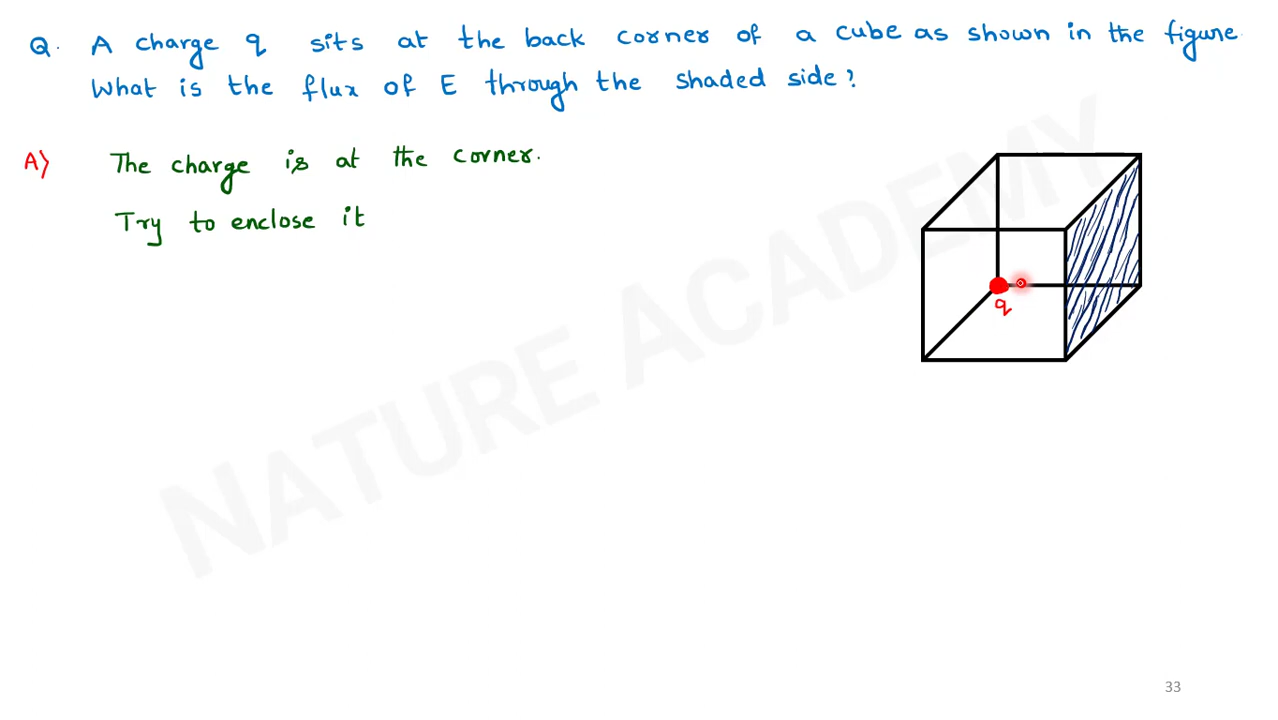 Q. A charge q sits at the back corner of a cube as shown in the figure.
What is the flux of E through the shaded side?
A) The charge is at the corner.
Try to enclose it
q
NATURE ACADEMY
33